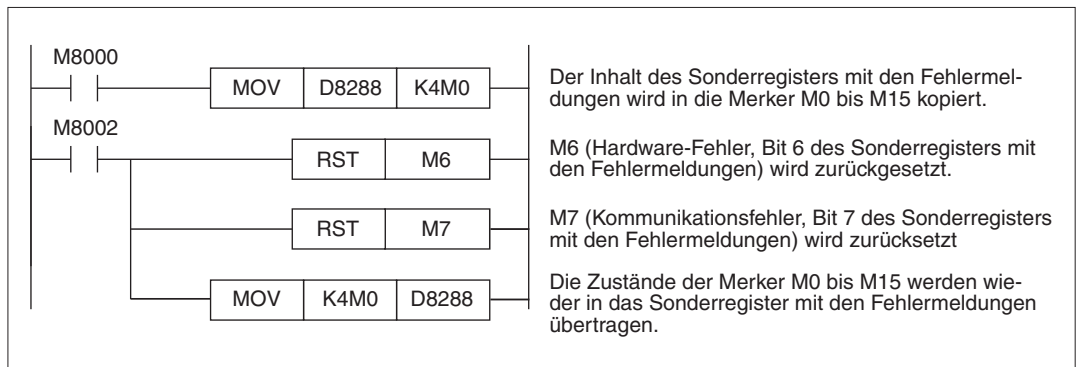 M8000
MOV D8288 K4M0
Der Inhalt des Sonderregisters mit den Fehlermel-
dungen wird in die Merker M0 bis M15 kopiert.
M8002
RST M6
M6 (Hardware-Fehler, Bit 6 des Sonderregisters mit
den Fehlermeldungen) wird zurückgesetzt.
RST M7
M7 (Kommunikationsfehler, Bit 7 des Sonderregisters
mit den Fehlermeldungen) wird zurücksetzt
MOV K4M0 D8288
Die Zustände der Merker M0 bis M15 werden wie-
der in das Sonderregister mit den Fehlermeldungen
übertragen.